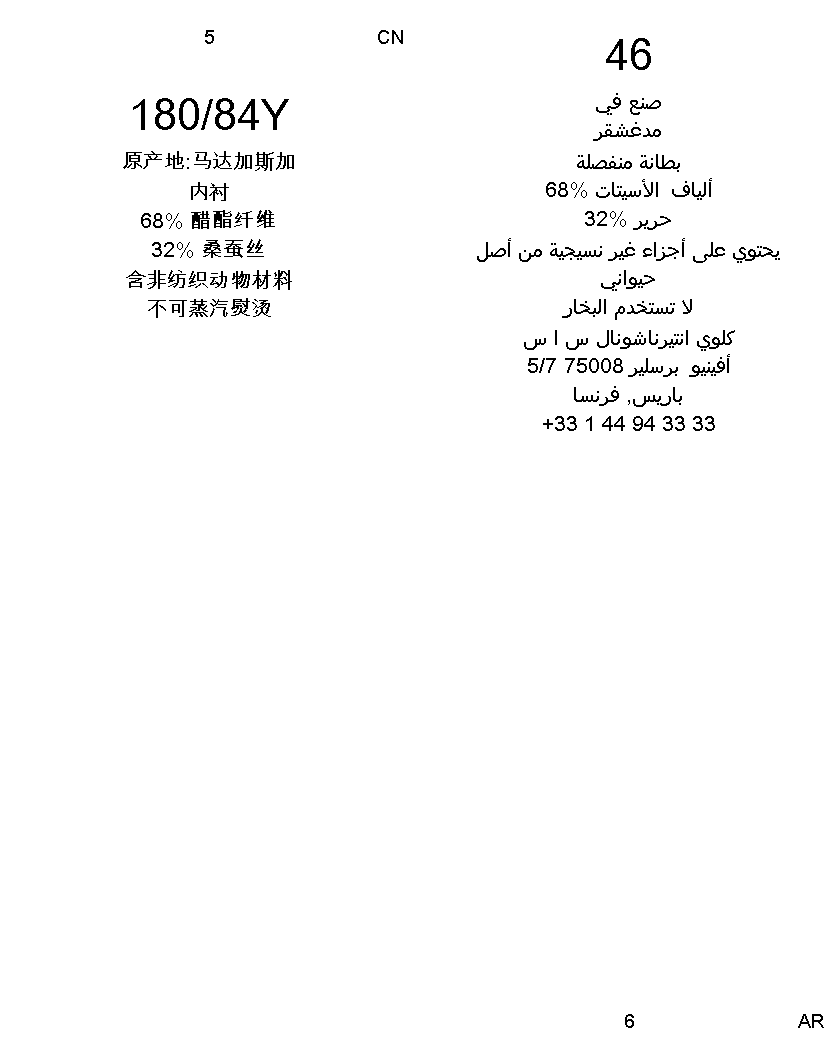 5
CN
180/84Y
原产地:马达加斯加
内衬
68% 醋酯纤维
32% 桑蚕丝
含非纺织动物材料
不可蒸汽熨烫
46
صنع في
مدغشقر
بطانة منفصلة
ألياف الأسيتات 68%
حرير 32%
يحتوي على أجزاء غير نسيجية من أصل
حيواني
لا تستخدم البخار
كلوي انتيرناشونال س ا س
أفينيو برسلير 75008 5/7
باريس, فرنسا
+33 1 44 94 33 33
6
AR